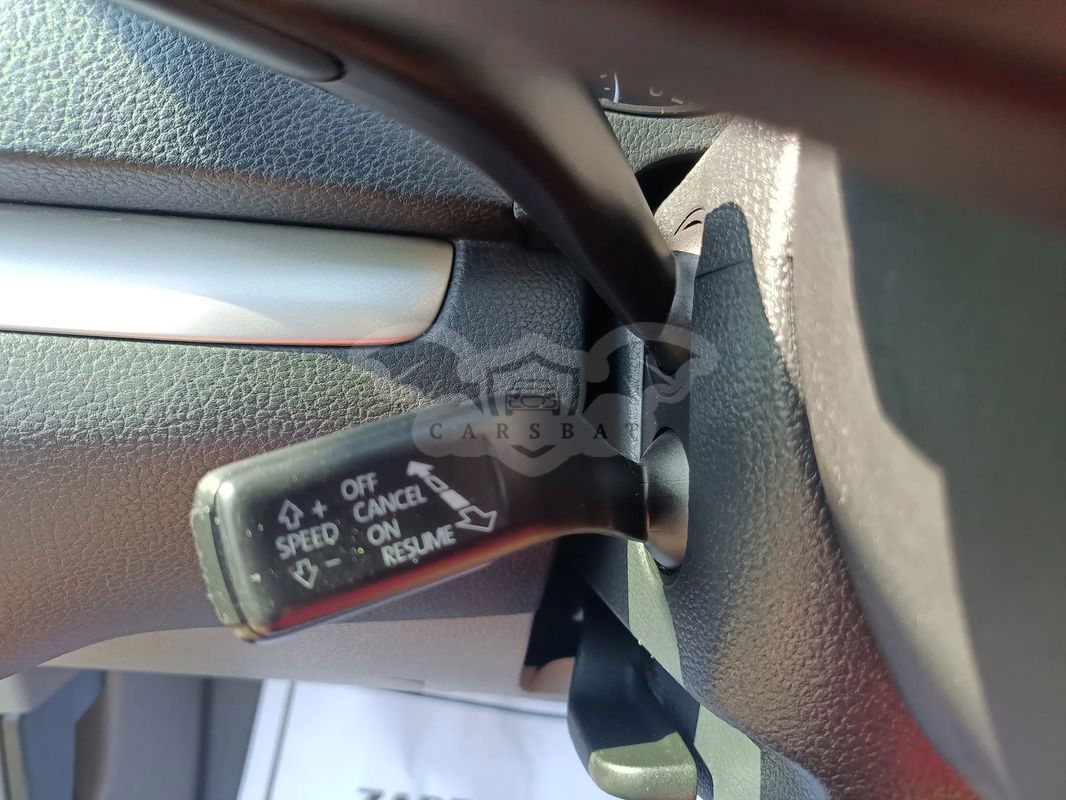 CARSBA
+
SPEED
−
OFF
CANCEL
ON
RESUME